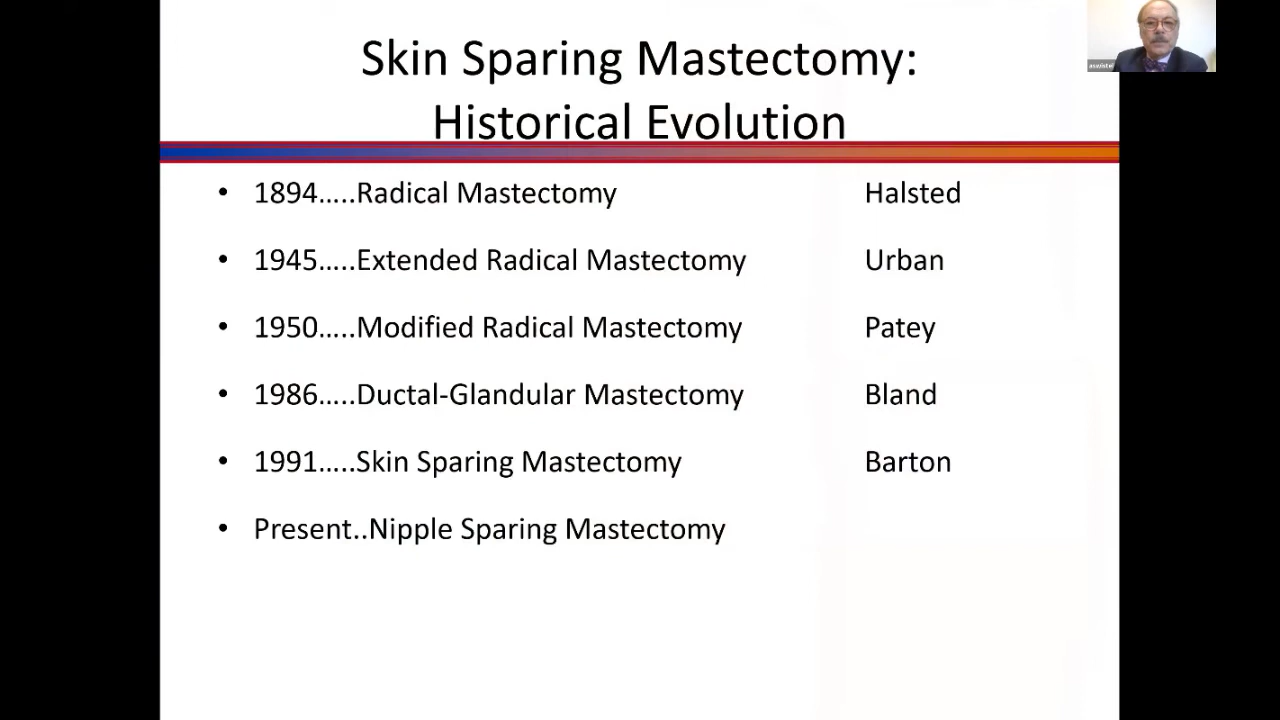 Skin Sparing Mastectomy:
Historical Evolution
• 1894.....Radical Mastectomy Halsted
• 1945.....Extended Radical Mastectomy Urban
• 1950.....Modified Radical Mastectomy Patey
• 1986.....Ductal-Glandular Mastectomy Bland
• 1991.....Skin Sparing Mastectomy Barton
• Present..Nipple Sparing Mastectomy